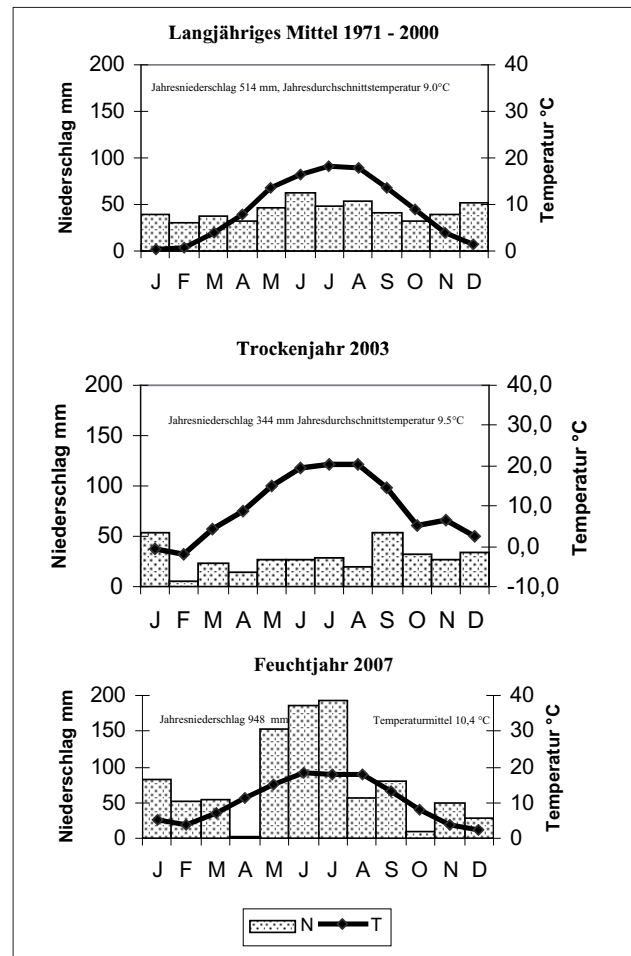 Langjähriges Mittel 1971 - 2000
Niederschlag mm
200
150
100
50
0
Jahresniederschlag 514 mm, Jahresdurchschnittstemperatur 9.0°C
40
30
20
10
0
Temperatur °C
J F M A M J J A S O N D
Trockenjahr 2003
Niederschlag mm
200
150
100
50
0
Jahresniederschlag 344 mm Jahresdurchschnittstemperatur 9.5°C
40,0
30,0
20,0
10,0
0,0
-10,0
Temperatur °C
J F M A M J J A S O N D
Feuchtjahr 2007
Niederschlag mm
200
150
100
50
0
Jahresniederschlag 948 mm
Temperaturmittel 10,4 °C
40
30
20
10
0
Temperatur °C
J F M A M J J A S O N D
N T